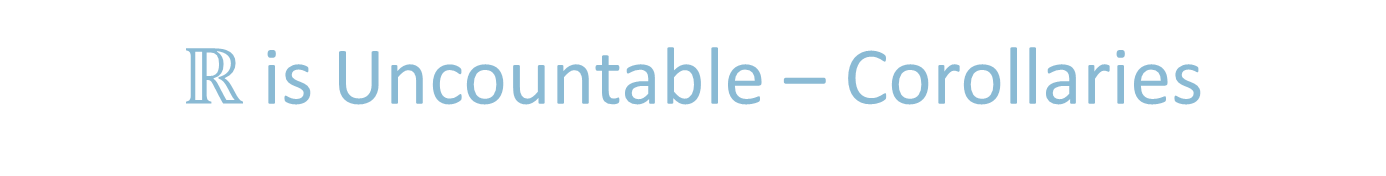 ℝ is Uncountable – Corollaries